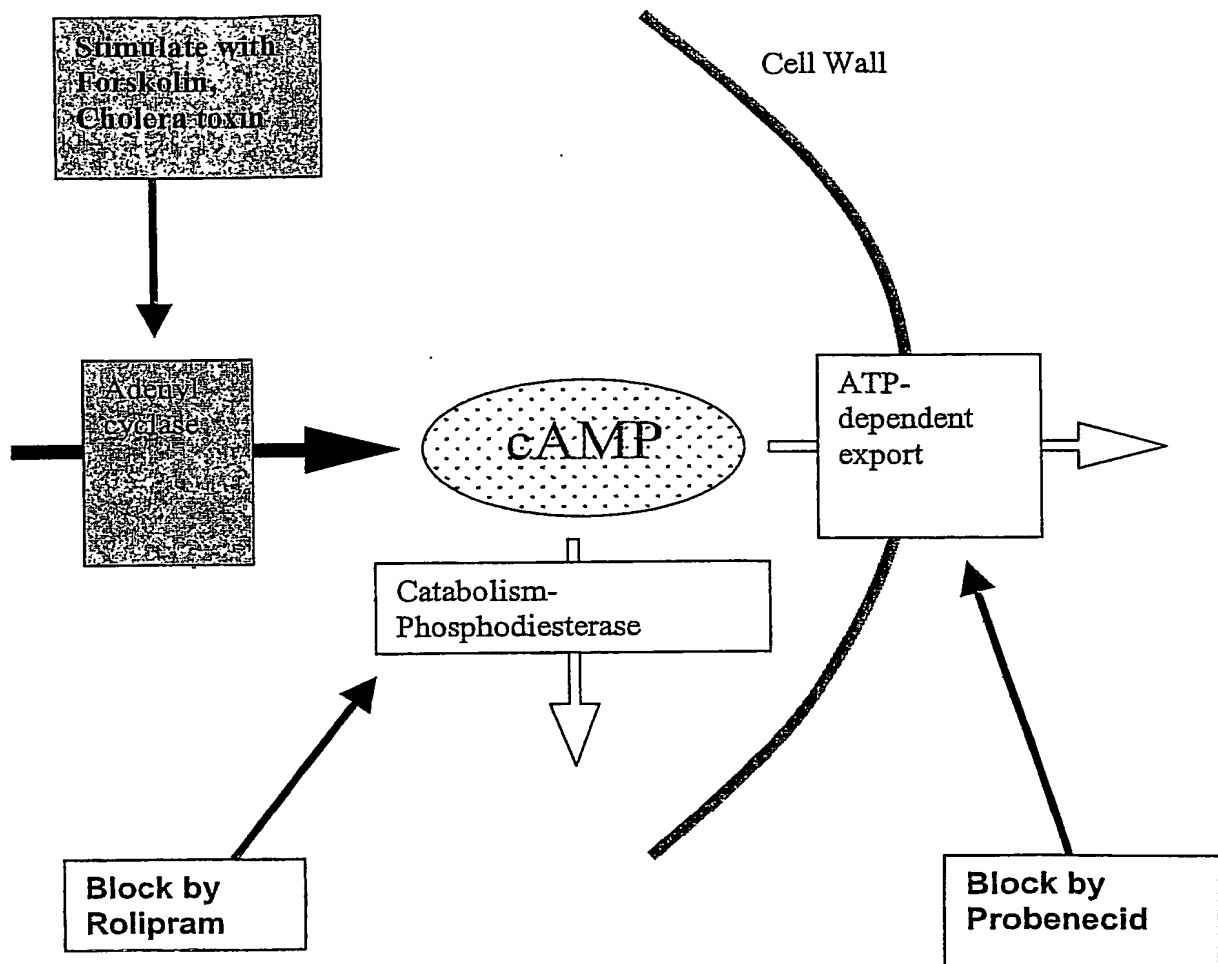 Stimulate with
Forskolin,
Cholera toxin
Cell Wall
Adenyl
cyclase
cAMP
ATP-
dependent
export
Catabolism-
Phosphodiesterase
Block by
Rolipram
Block by
Probenecid